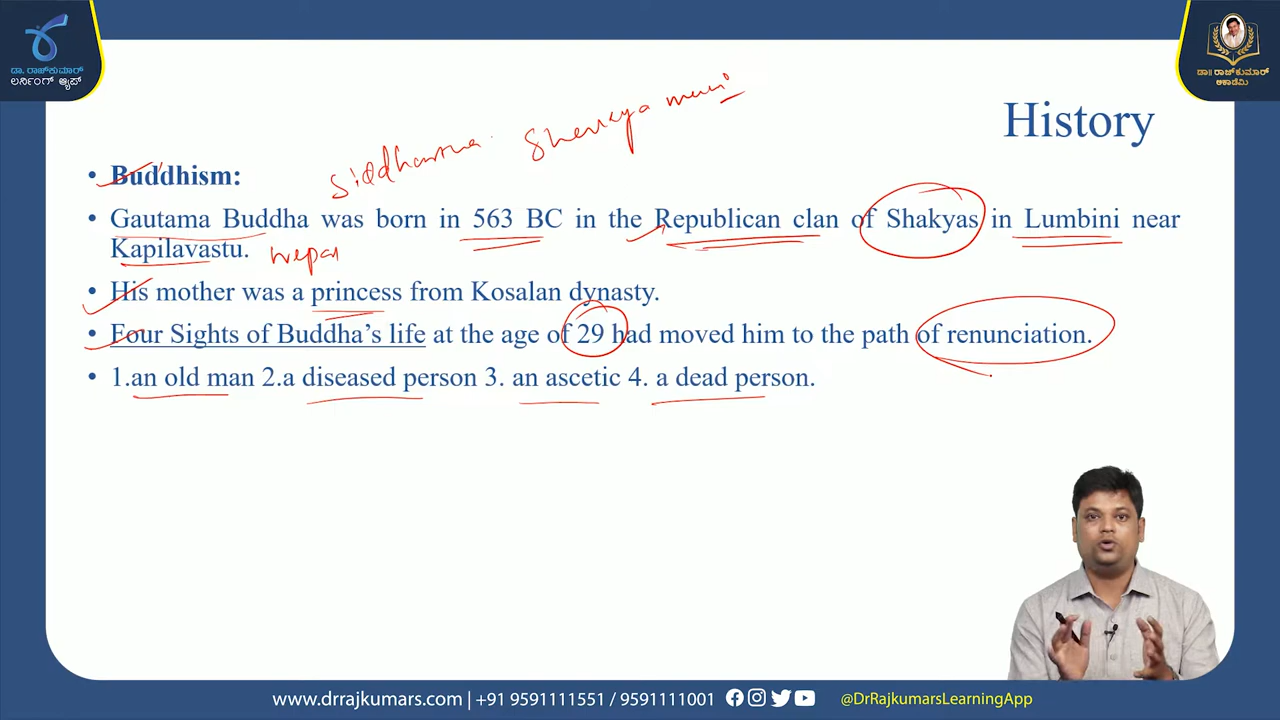 ಡಾ. ರಾಜ್‌ಕುಮಾರ್
ಲರ್ನಿಂಗ್ ಆ್ಯಪ್
ಡಾ|| ರಾಜ್‌ಕುಮಾರ್
ಅಕಾಡೆಮಿ
History
Siddhartha Shakya muni
• Buddhism:
• Gautama Buddha was born in 563 BC in the Republican clan of Shakyas in Lumbini near
Kapilavastu. Nepal
• His mother was a princess from Kosalan dynasty.
• Four Sights of Buddha’s life at the age of 29 had moved him to the path of renunciation.
• 1.an old man 2.a diseased person 3. an ascetic 4. a dead person.
www.drrajkumars.com | +91 9591111551 / 9591111001 @DrRajkumarsLearningApp